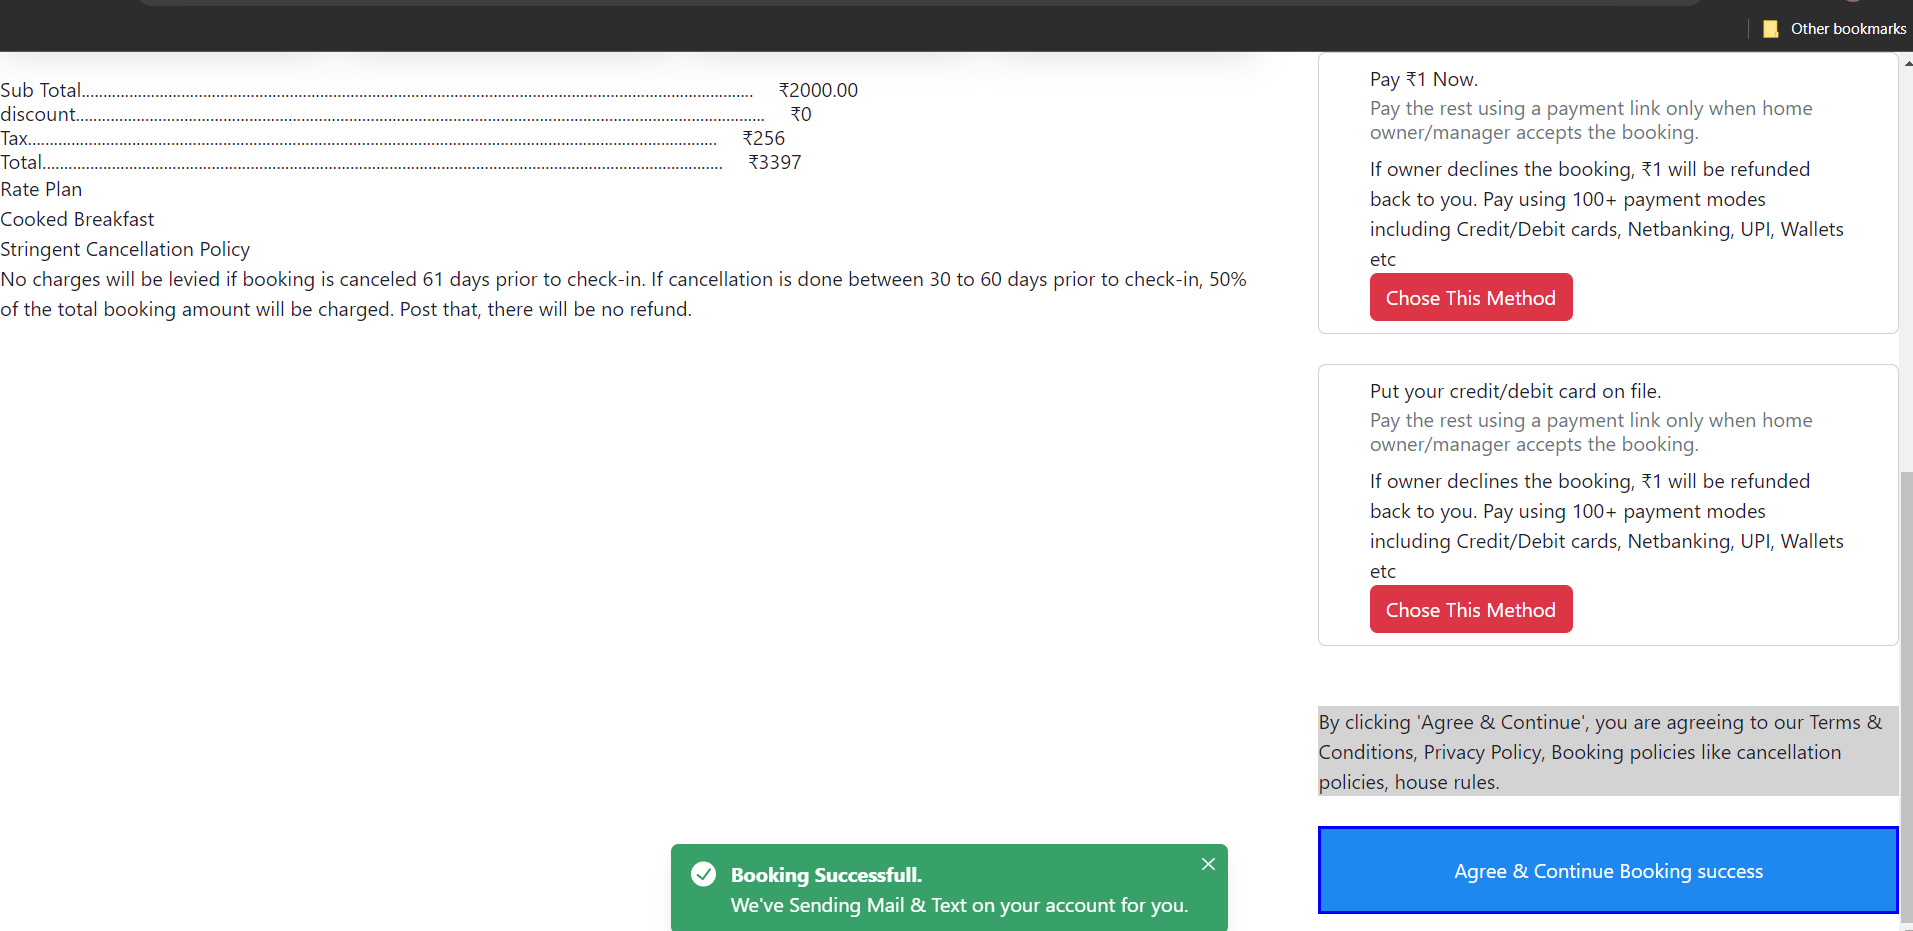 Other bookmarks
Sub Total........................................................................................................................................................ ₹2000.00
discount........................................................................................................................................................ ₹0
Tax........................................................................................................................................................ ₹256
Total........................................................................................................................................................ ₹3397
Rate Plan
Cooked Breakfast
Stringent Cancellation Policy
No charges will be levied if booking is canceled 61 days prior to check-in. If cancellation is done between 30 to 60 days prior to check-in, 50%
of the total booking amount will be charged. Post that, there will be no refund.
Pay ₹1 Now.
Pay the rest using a payment link only when home
owner/manager accepts the booking.
If owner declines the booking, ₹1 will be refunded
back to you. Pay using 100+ payment modes
including Credit/Debit cards, Netbanking, UPI, Wallets
etc
Chose This Method
Put your credit/debit card on file.
Pay the rest using a payment link only when home
owner/manager accepts the booking.
If owner declines the booking, ₹1 will be refunded
back to you. Pay using 100+ payment modes
including Credit/Debit cards, Netbanking, UPI, Wallets
etc
Chose This Method
By clicking 'Agree & Continue', you are agreeing to our Terms &
Conditions, Privacy Policy, Booking policies like cancellation
policies, house rules.
Agree & Continue Booking success
Booking Successfull.
We've Sending Mail & Text on your account for you.